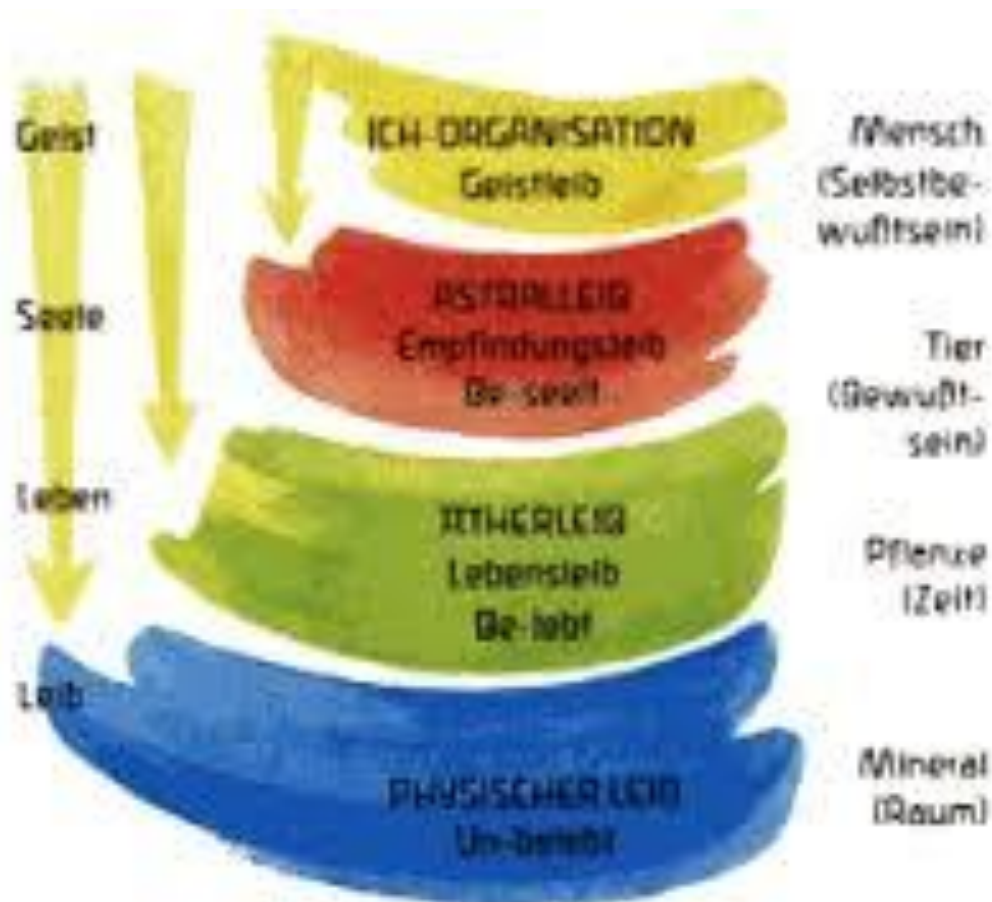 Geist
Seele
Leben
Leib
ICH-ORGANISATION
Geistleib
ASTRALLEIB
Empfindungsleib
Be-seelt
ÄTHERLEIB
Lebensleib
Be-lebt
PHYSISCHER LEIB
Un-belebt
Mensch
(Selbstbe-
wußtsein)
Tier
(Bewußt-
sein)
Pflanze
(Zeit)
Mineral
(Raum)